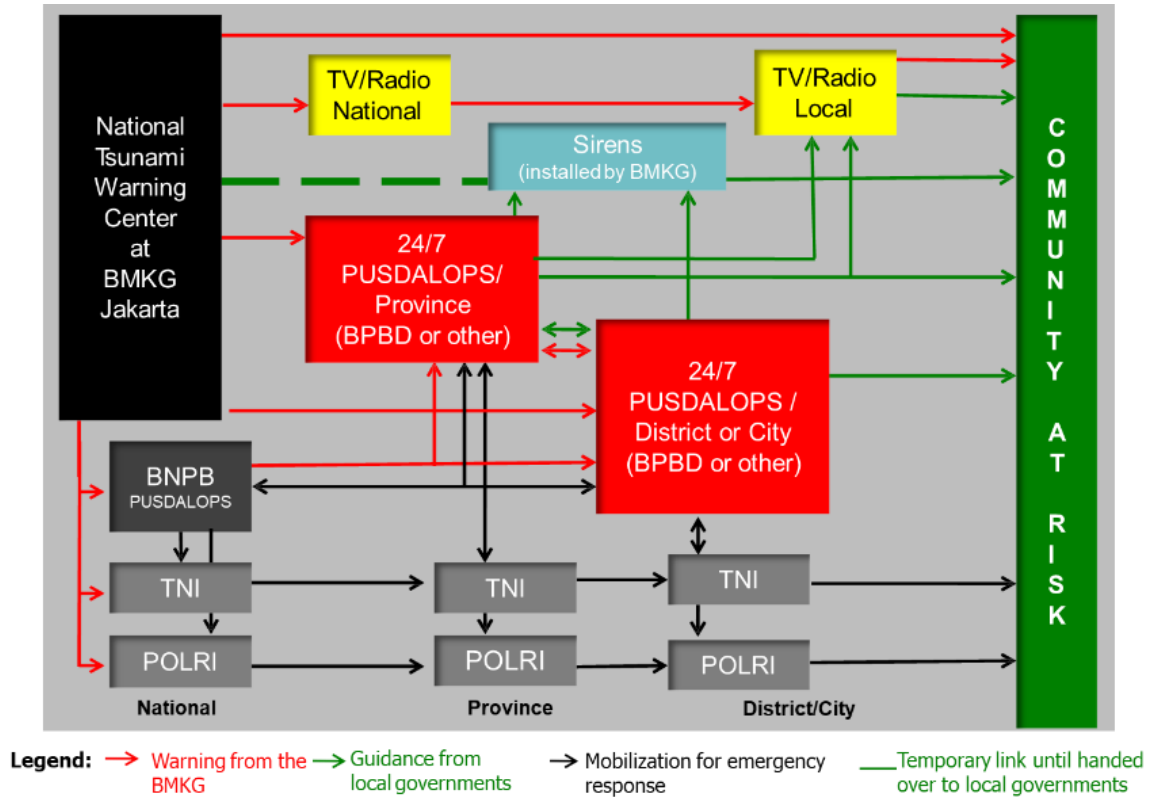 National
Tsunami
Warning
Center
at
BMKG
Jakarta
TV/Radio
National
TV/Radio
Local
Sirens
(installed by BMKG)
24/7
PUSDALOPS/
Province
(BPBD or other)
24/7
PUSDALOPS /
District or City
(BPBD or other)
BNPB
PUSDALOPS
TNI
TNI
TNI
POLRI
POLRI
POLRI
National
Province
District/City
COMMUNITY AT RISK
Legend:
Warning from the
BMKG
Guidance from
local governments
Mobilization for emergency
response
Temporary link until handed
over to local governments